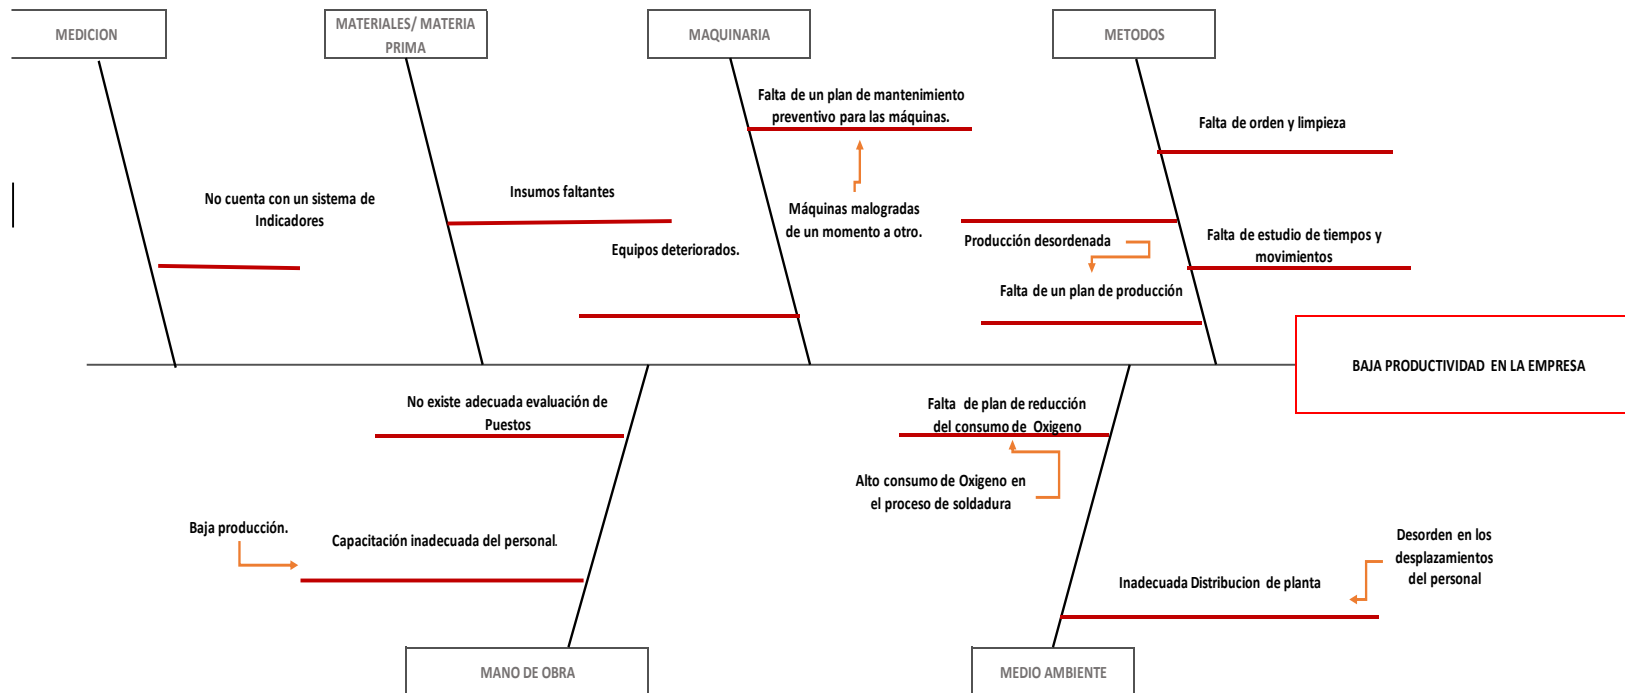 MEDICION
MATERIALES/ MATERIA
PRIMA
MAQUINARIA
METODOS
Falta de un plan de mantenimiento
preventivo para las máquinas.
Falta de orden y limpieza
No cuenta con un sistema de
Indicadores
Insumos faltantes
Máquinas malogradas
de un momento a otro.
Equipos deteriorados.
Producción desordenada
Falta de estudio de tiempos y
movimientos
Falta de un plan de producción
BAJA PRODUCTIVIDAD EN LA EMPRESA
No existe adecuada evaluación de
Puestos
Falta de plan de reducción
del consumo de Oxigeno
Alto consumo de Oxigeno en
el proceso de soldadura
Baja producción.
Capacitación inadecuada del personal.
Desorden en los
desplazamientos
del personal
Inadecuada Distribucion de planta
MANO DE OBRA
MEDIO AMBIENTE